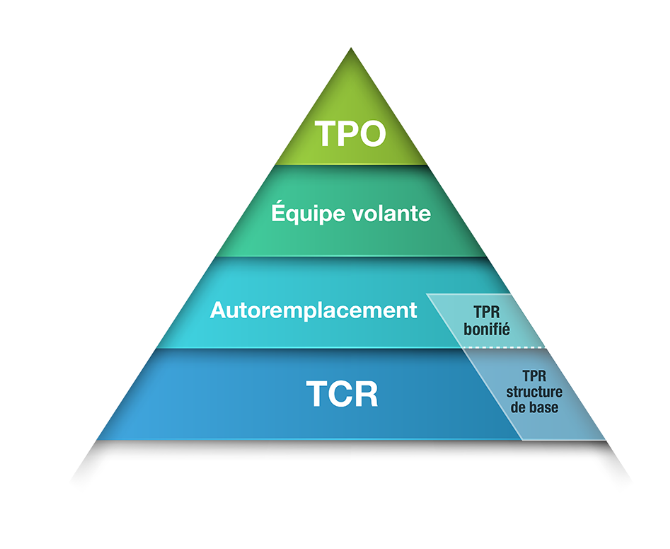 TPO
Équipe volante
Autoremplacement
TPR
bonifié
TCR
TPR
structure
de base